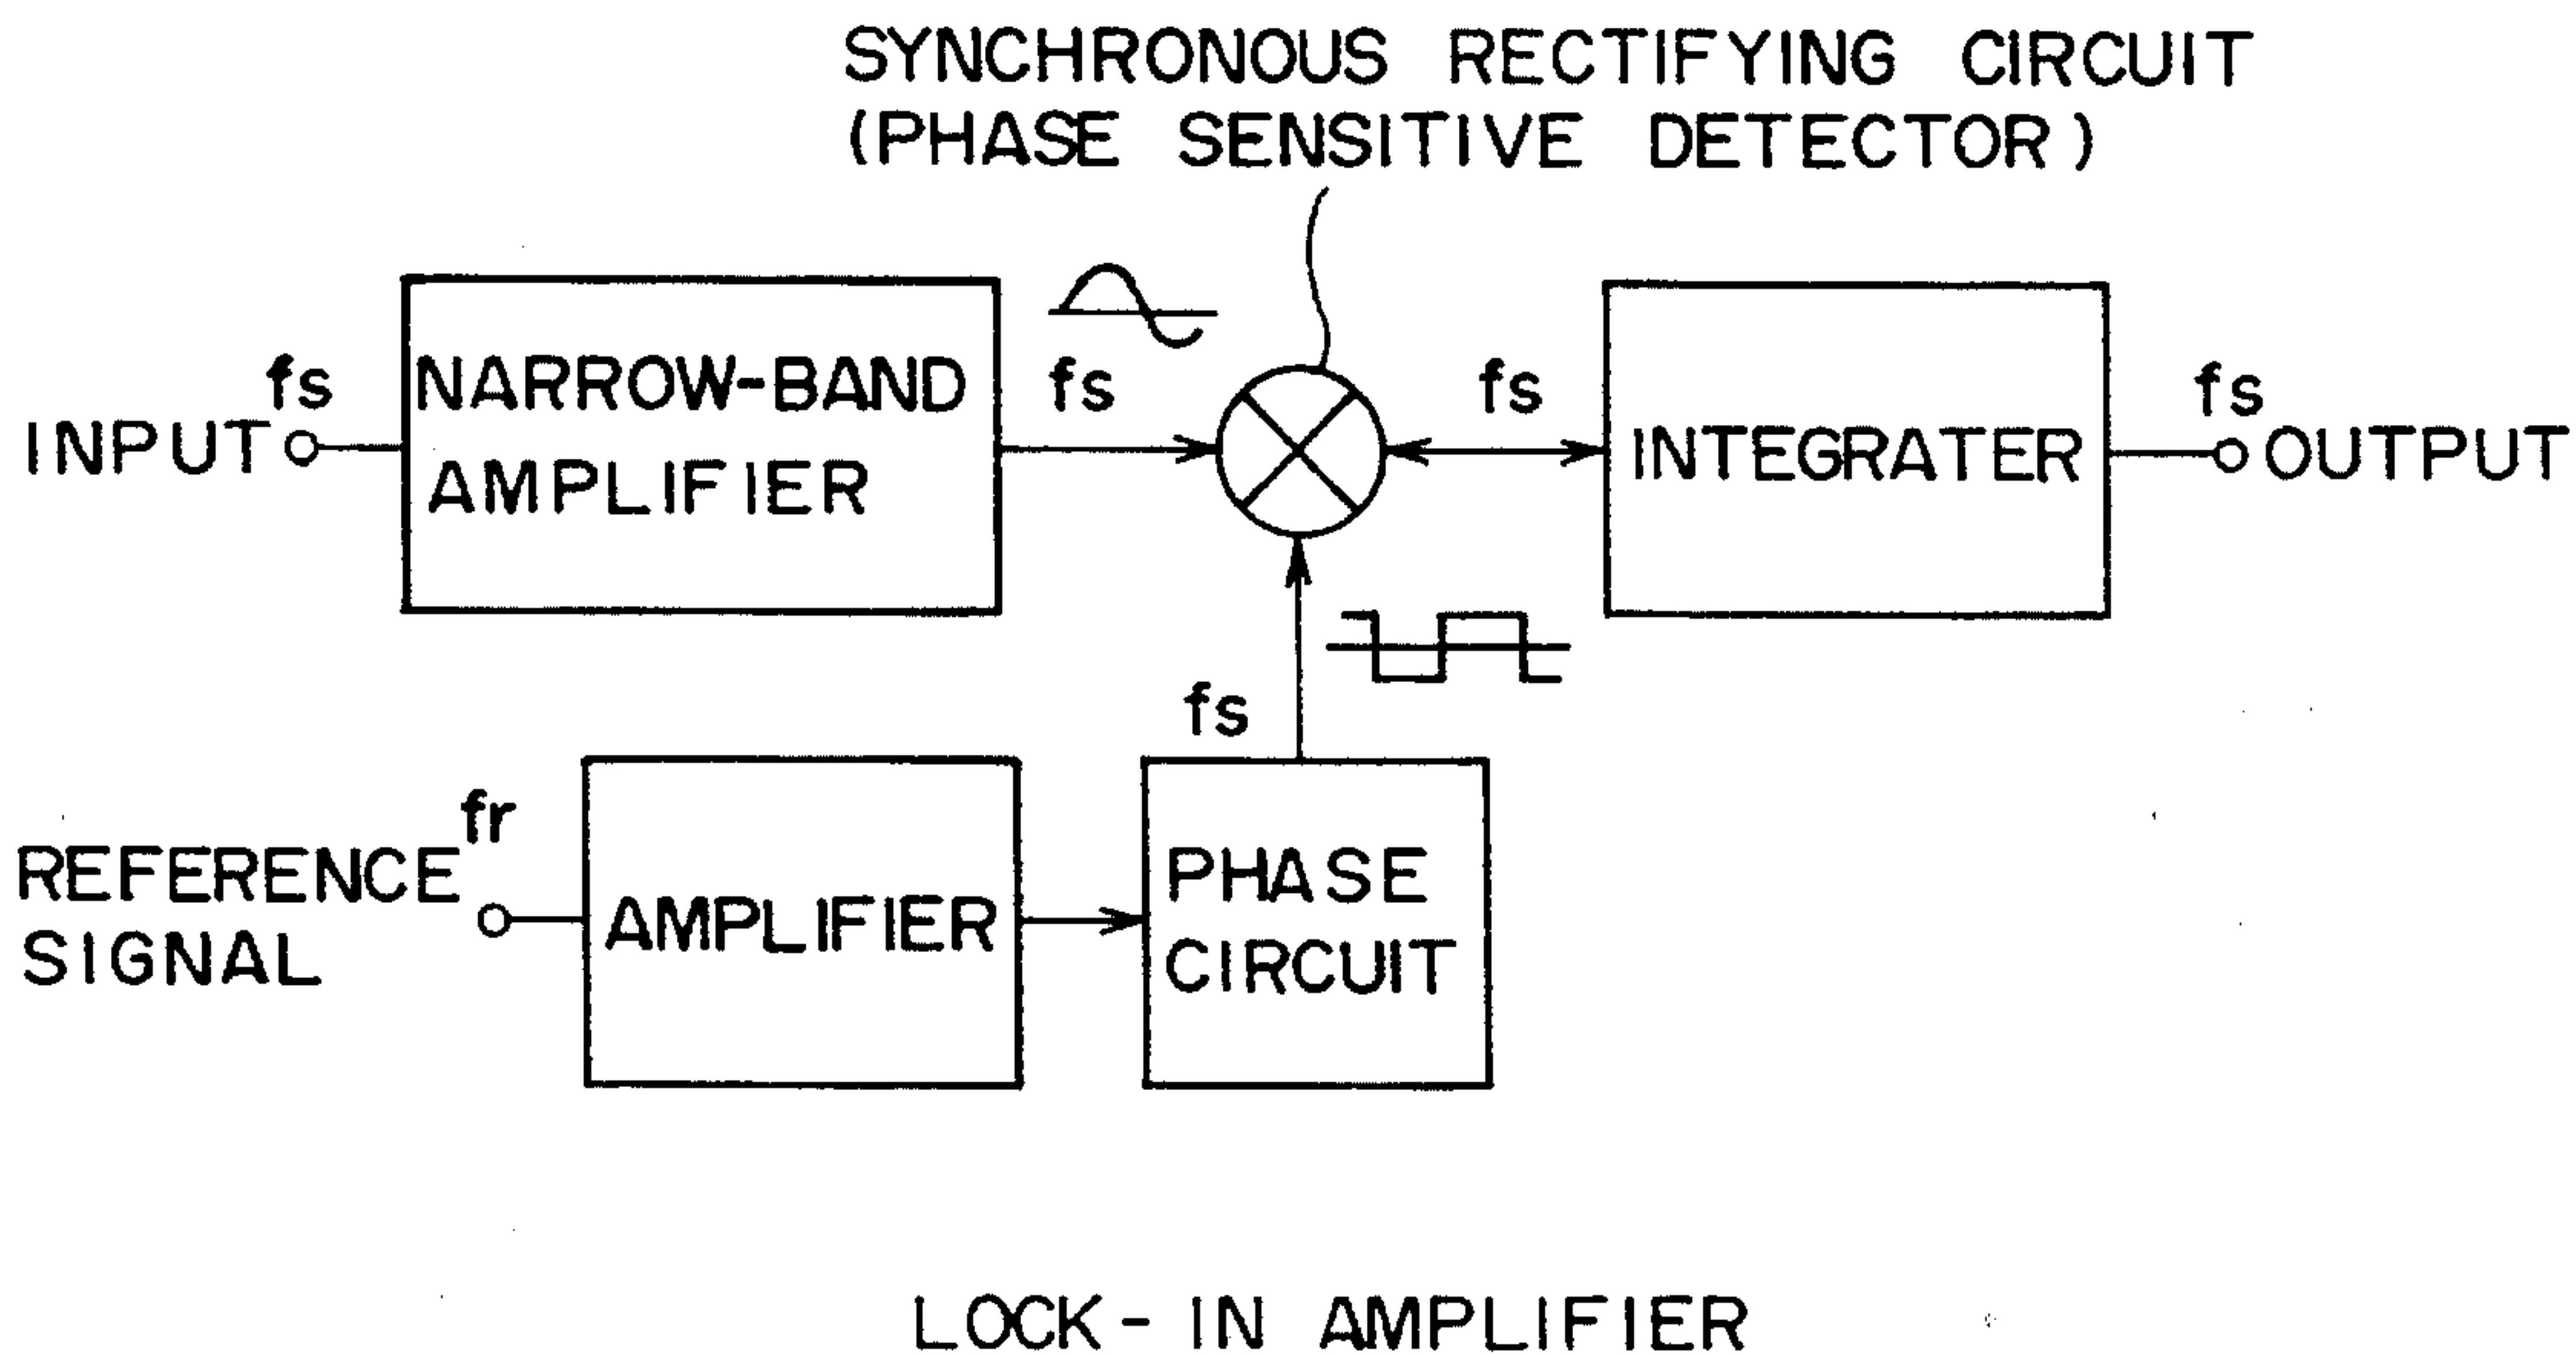 SYNCHRONOUS RECTIFYING CIRCUIT
(PHASE SENSITIVE DETECTOR)
INPUT
fs
NARROW-BAND
AMPLIFIER
fs
fs
INTEGRATER
fs
OUTPUT
fs
REFERENCE
SIGNAL
fr
AMPLIFIER
PHASE
CIRCUIT
LOCK-IN AMPLIFIER